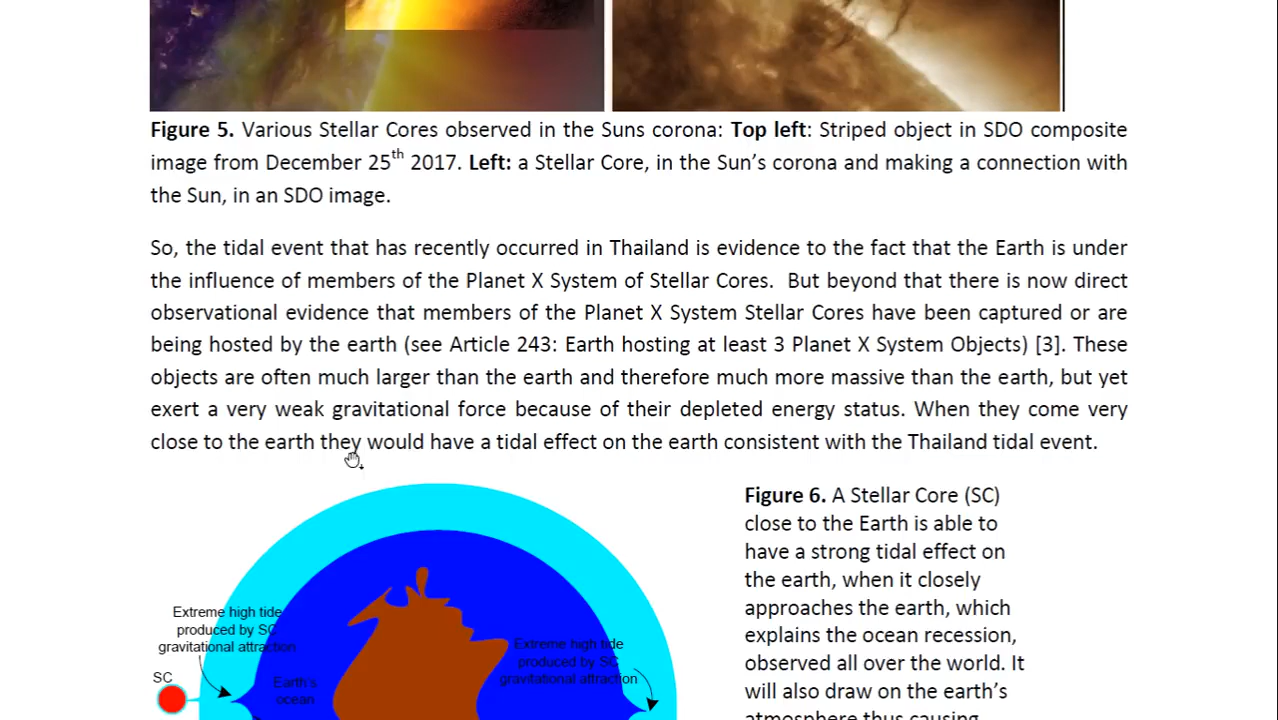 Figure 5. Various Stellar Cores observed in the Suns corona: Top left: Striped object in SDO composite
image from December 25th 2017. Left: a Stellar Core, in the Sun's corona and making a connection with
the Sun, in an SDO image.
So, the tidal event that has recently occurred in Thailand is evidence to the fact that the Earth is under
the influence of members of the Planet X System of Stellar Cores. But beyond that there is now direct
observational evidence that members of the Planet X System Stellar Cores have been captured or are
being hosted by the earth (see Article 243: Earth hosting at least 3 Planet X System Objects) [3]. These
objects are often much larger than the earth and therefore much more massive than the earth, but yet
exert a very weak gravitational force because of their depleted energy status. When they come very
close to the earth they would have a tidal effect on the earth consistent with the Thailand tidal event.
Extreme high tide
produced by SC
gravitational attraction
SC
Earth's
ocean
Extreme high tide
produced by SC
gravitational attraction
Figure 6. A Stellar Core (SC)
close to the Earth is able to
have a strong tidal effect on
the earth, when it closely
approaches the earth, which
explains the ocean recession,
observed all over the world. It
will also draw on the earth's
atmosphere thus causing